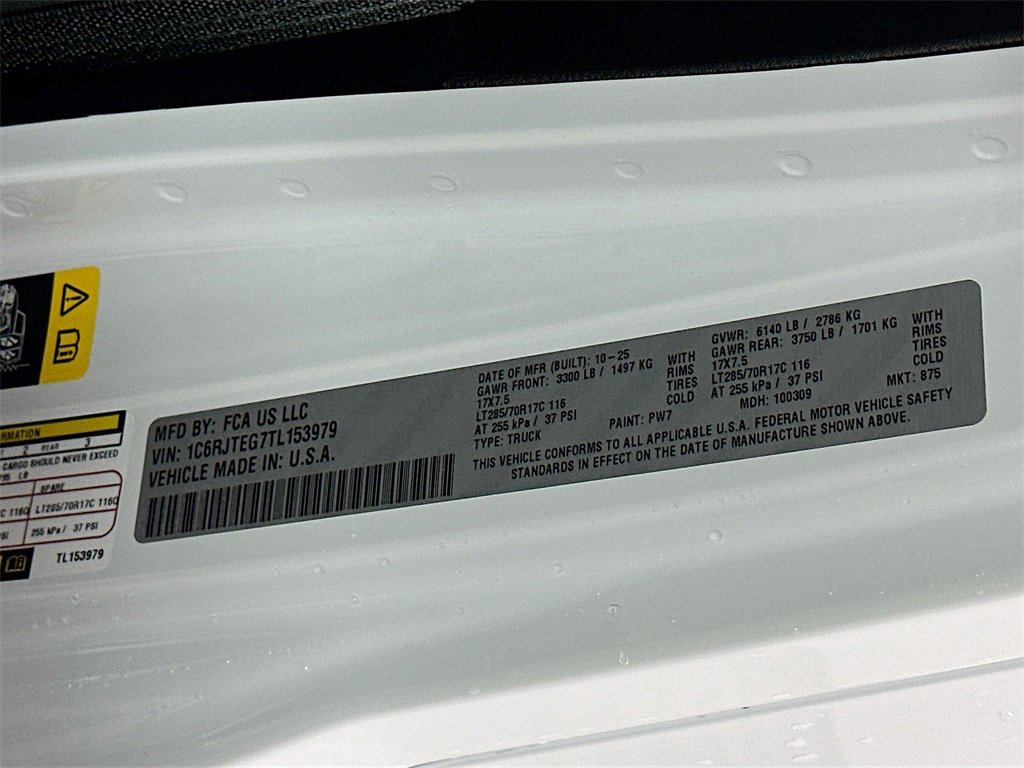 MFD BY: FCA US LLC
VIN: 1C6RJTEG7TL153979
VEHICLE MADE IN: U.S.A.
DATE OF MFR (BUILT): 10-25
GAWR FRONT: 3300 LB / 1497 KG WITH
17X7.5 RIMS
LT285/70R17C 116 TIRES
AT 255 kPa / 37 PSI COLD
TYPE: TRUCK
PAINT: PW7
GVWR: 6140 LB / 2786 KG
GAWR REAR: 3750 LB / 1701 KG WITH
17X7.5 RIMS
LT285/70R17C 116 TIRES
AT 255 kPa / 37 PSI COLD
MDH: 100309
MKT: 875
THIS VEHICLE CONFORMS TO ALL APPLICABLE U.S.A. FEDERAL MOTOR VEHICLE SAFETY
STANDARDS IN EFFECT ON THE DATE OF MANUFACTURE SHOWN ABOVE.
2 REAR 3
CARGO SHOULD NEVER EXCEED
LB
SPARE
116Q LT285/70R17C 116Q
255 kPa / 37 PSI
TL153979